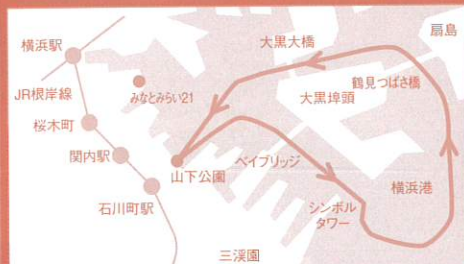 扇島
横浜駅
大黒大橋
鶴見つばさ橋
JR根岸線
みなとみらい21
大黒埠頭
桜木町
関内駅
山下公園
ベイブリッジ
横浜港
石川町駅
シンボル
タワー
三渓園